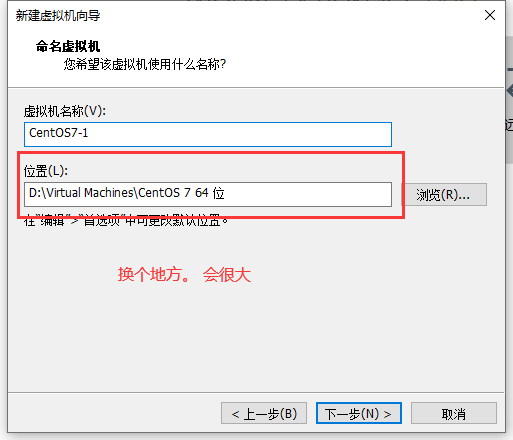 新建虚拟机向导
命名虚拟机
您希望该虚拟机使用什么名称?
虚拟机名称(V):
CentOS7-1
位置(L):
D:\Virtual Machines\CentOS 7 64 位
浏览(R)...
在"编辑">"首选项"中可更改默认位置。
换个地方。 会很大
< 上一步(B)
下一步(N) >
取消